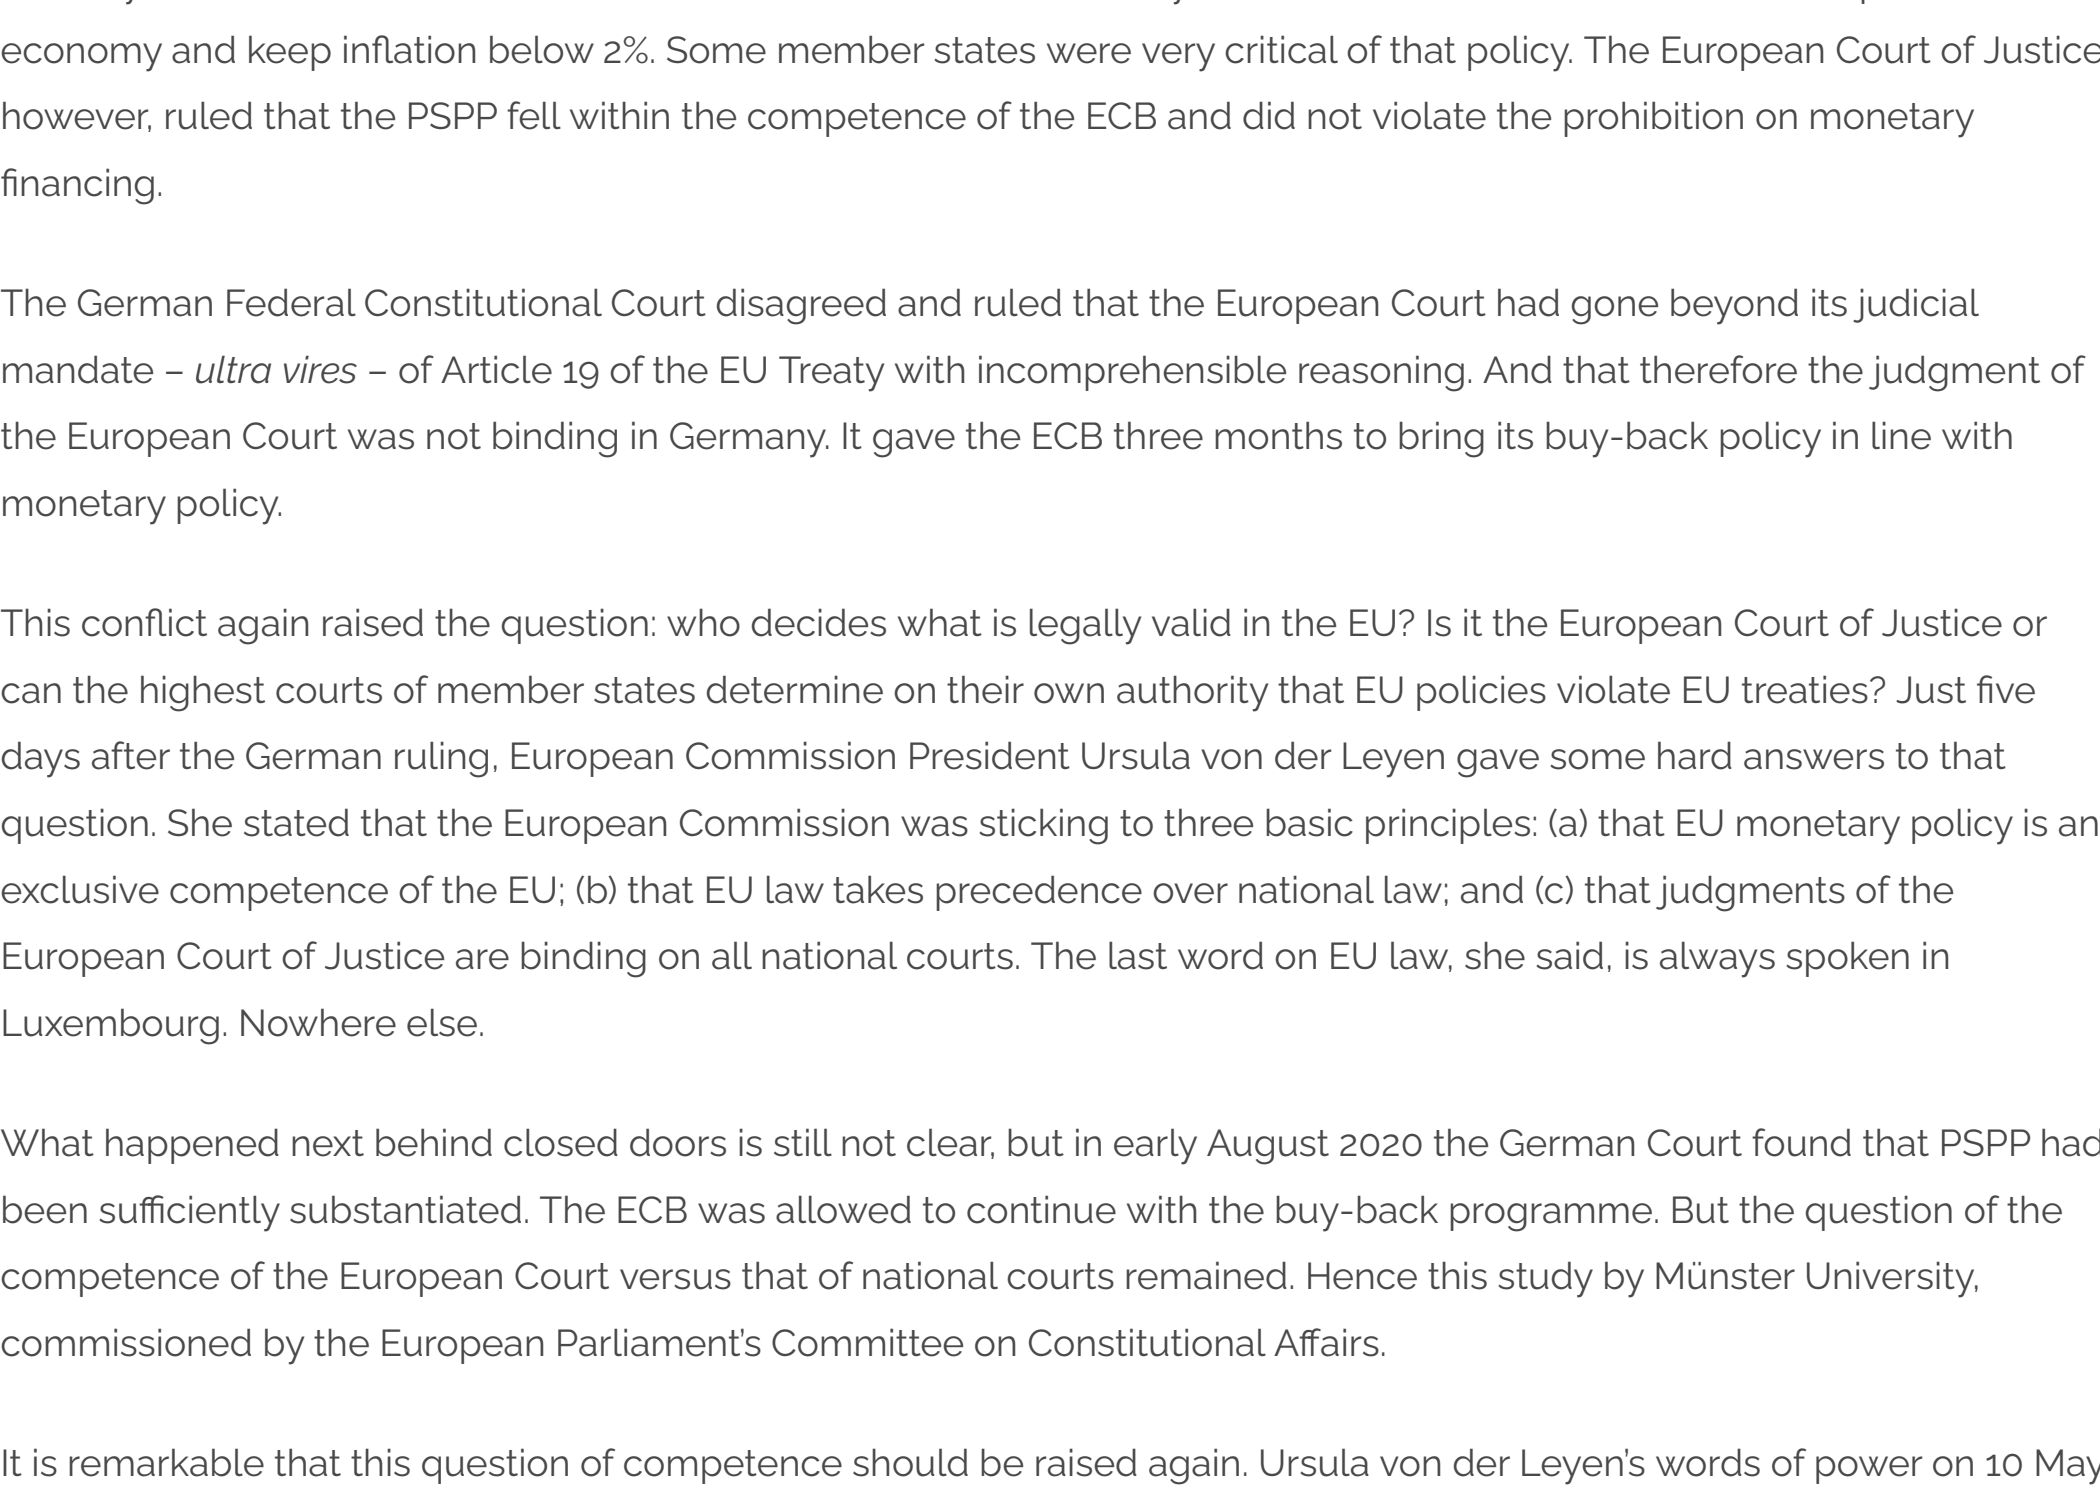 economy and keep inflation below 2%. Some member states were very critical of that policy. The European Court of Justice
however, ruled that the PSPP fell within the competence of the ECB and did not violate the prohibition on monetary
financing.
The German Federal Constitutional Court disagreed and ruled that the European Court had gone beyond its judicial
mandate – ultra vires – of Article 19 of the EU Treaty with incomprehensible reasoning. And that therefore the judgment of
the European Court was not binding in Germany. It gave the ECB three months to bring its buy-back policy in line with
monetary policy.
This conflict again raised the question: who decides what is legally valid in the EU? Is it the European Court of Justice or
can the highest courts of member states determine on their own authority that EU policies violate EU treaties? Just five
days after the German ruling, European Commission President Ursula von der Leyen gave some hard answers to that
question. She stated that the European Commission was sticking to three basic principles: (a) that EU monetary policy is an
exclusive competence of the EU; (b) that EU law takes precedence over national law; and (c) that judgments of the
European Court of Justice are binding on all national courts. The last word on EU law, she said, is always spoken in
Luxembourg. Nowhere else.
What happened next behind closed doors is still not clear, but in early August 2020 the German Court found that PSPP had
been sufficiently substantiated. The ECB was allowed to continue with the buy-back programme. But the question of the
competence of the European Court versus that of national courts remained. Hence this study by Münster University,
commissioned by the European Parliament’s Committee on Constitutional Affairs.
It is remarkable that this question of competence should be raised again. Ursula von der Leyen’s words of power on 10 May